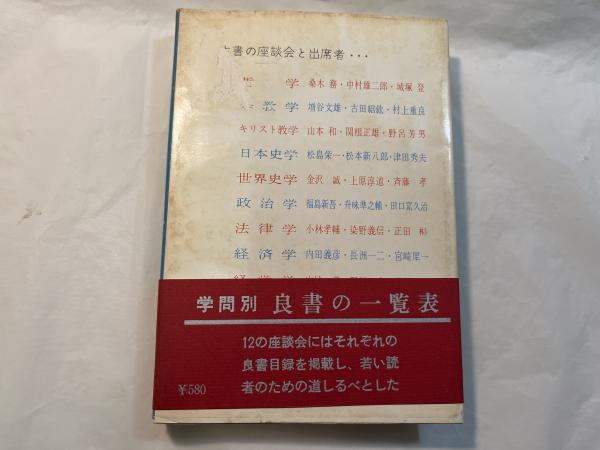 書の座談会と出席者・・・
学 桑木務・中村雄二郎・城塚登
教学 埴谷文雄・古田紹欽・村上重良
キリスト教学 山本和・関根正雄・野呂芳男
日本史学 松島栄一・松本新八郎・津田秀夫
世界史学 金沢誠・上原淳道・斉藤孝
政治学 福島新吾・升味準之輔・田口富久治
法律学 小林孝輔・染野義信・正田彬
経済学 内田義彦・長洲一二・宮崎犀一
学問別 良書の一覧表
12の座談会にはそれぞれの
良書目録を掲載し、若い読
者のための道しるべとした
¥580